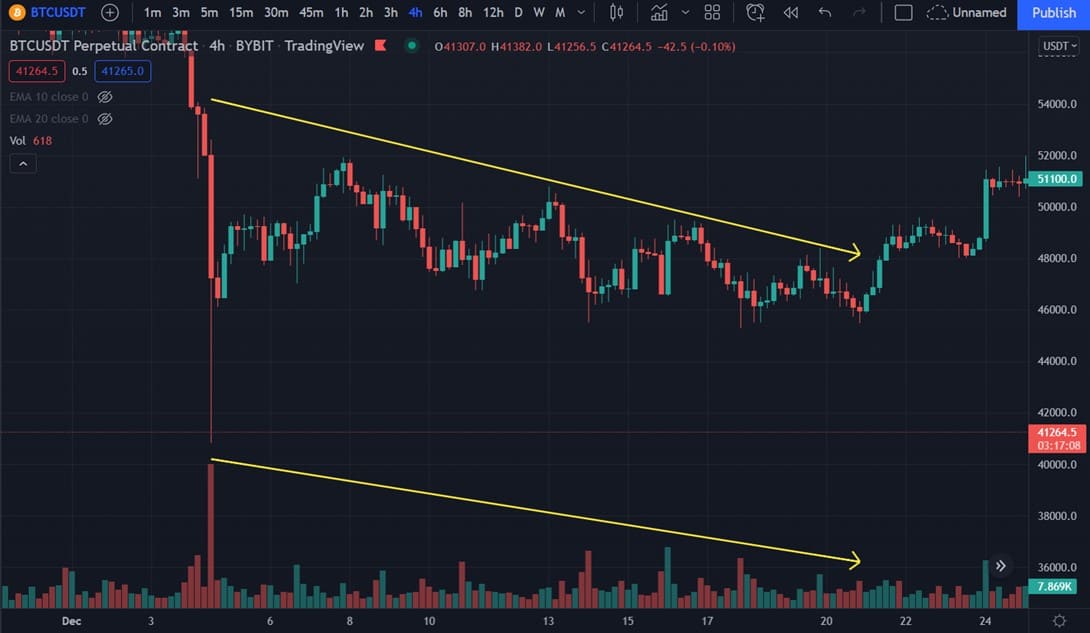 BTCUSDT 1m 3m 5m 15m 30m 45m 1h 2h 3h 4h 6h 8h 12h D W M Unnamed Publish
BTCUSDT Perpetual Contract · 4h · BYBIT · TradingView O41307.0 H41382.0 L41256.5 C41264.5 −42.5 (−0.10%)
USDT
41264.5 0.5 41265.0
EMA 10 close 0
EMA 20 close 0
Vol 618
54000.0
52000.0
51100.0
50000.0
48000.0
46000.0
44000.0
42000.0
41264.5
03:17:08
40000.0
38000.0
36000.0
7.869K
Dec 3 6 8 10 13 15 17 20 22 24